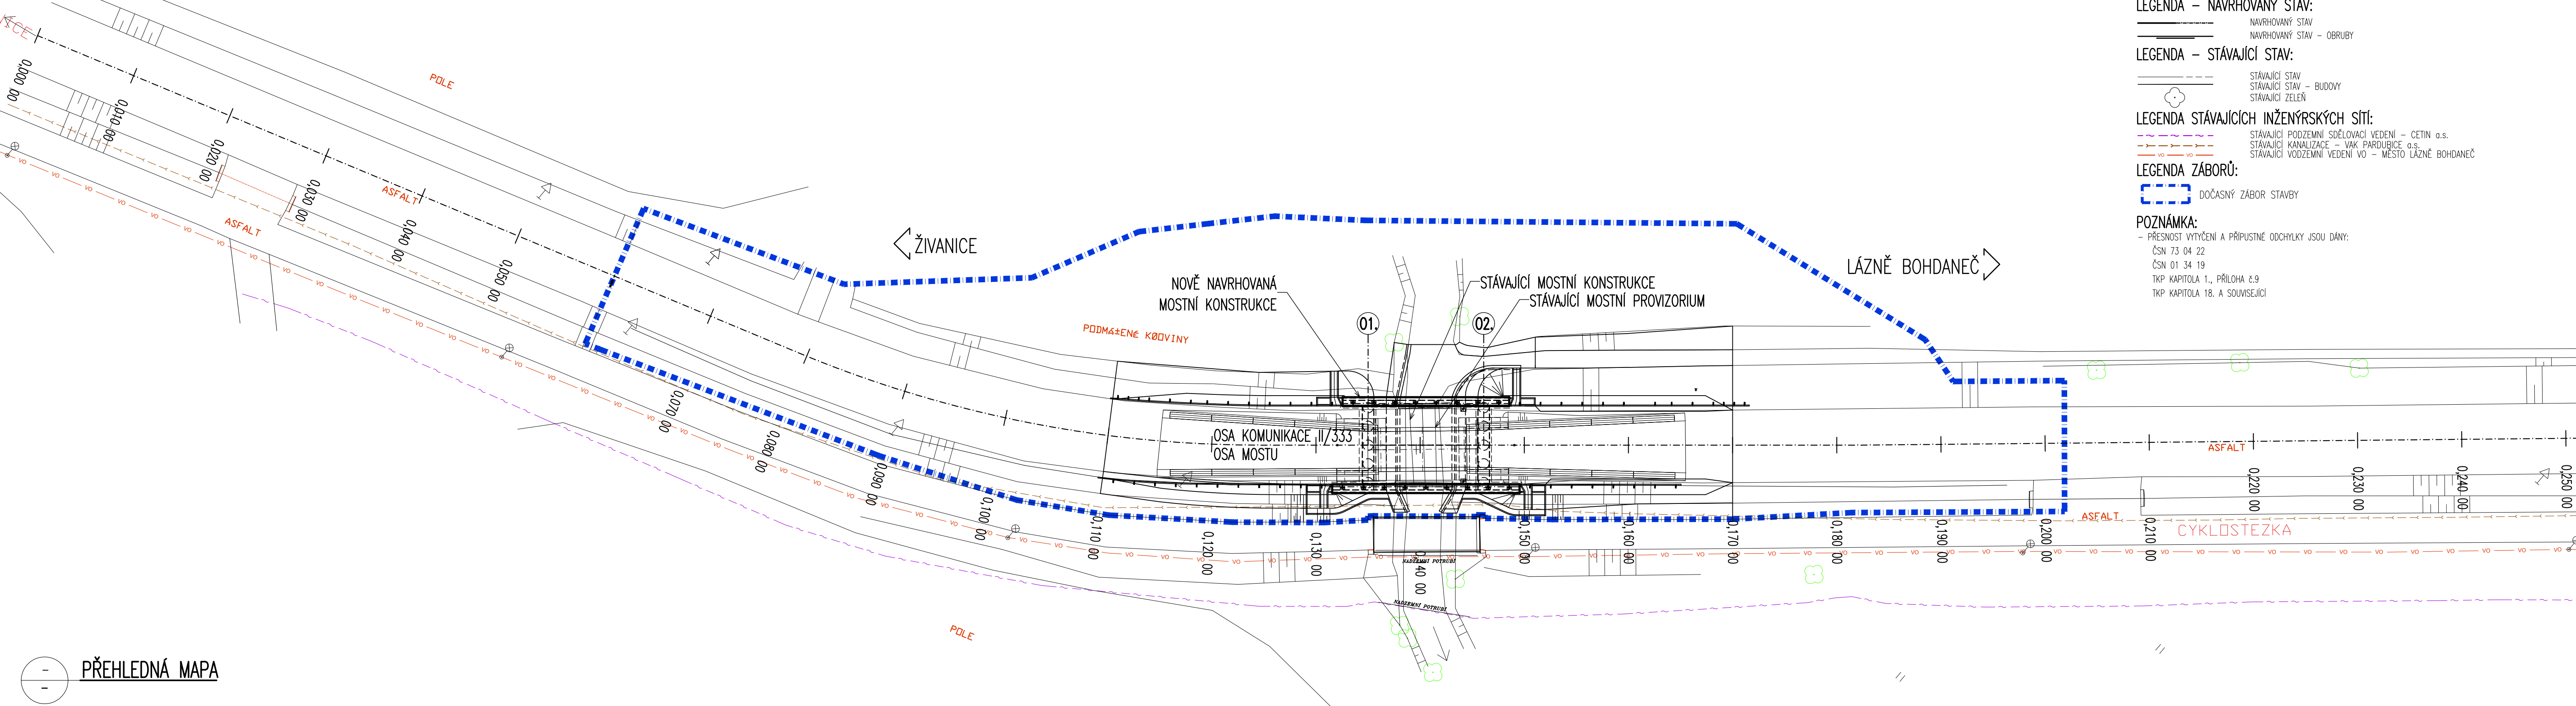 LEGENDA – NAVRHOVANÝ STAV:
NAVRHOVANÝ STAV
NAVRHOVANÝ STAV – OBRUBY
LEGENDA – STÁVAJÍCÍ STAV:
STÁVAJÍCÍ STAV
STÁVAJÍCÍ STAV – BUDOVY
STÁVAJÍCÍ ZELEŇ
LEGENDA STÁVAJÍCÍCH INŽENÝRSKÝCH SÍTÍ:
STÁVAJÍCÍ PODZEMNÍ SDĚLOVACÍ VEDENÍ – CETIN a.s.
STÁVAJÍCÍ KANALIZACE – VAK PARDUBICE a.s.
STÁVAJÍCÍ VODZEMNÍ VEDENÍ VO – MĚSTO LÁZNĚ BOHDANEČ
LEGENDA ZÁBORŮ:
DOČASNÝ ZÁBOR STAVBY
POZNÁMKA:
– PŘESNOST VYTYČENÍ A PŘÍPUSTNÉ ODCHYLKY JSOU DÁNY:
ČSN 73 04 22
ČSN 01 34 19
TKP KAPITOLA 1., PŘÍLOHA č.9
TKP KAPITOLA 18. A SOUVISEJÍCÍ
POLE
ASFALT
ASFALT
ŽIVANICE
LÁZNĚ BOHDANEČ
NOVĚ NAVRHOVANÁ
MOSTNÍ KONSTRUKCE
STÁVAJÍCÍ MOSTNÍ KONSTRUKCE
STÁVAJÍCÍ MOSTNÍ PROVIZORIUM
01.
02.
PODMÁ±ENÉ KØOVINY
OSA KOMUNIKACE II/333
OSA MOSTU
ASFALT
ASFALT
CYKLOSTEZKA
0,000 00
0,010 00
0,020 00
0,030 00
0,040 00
0,050 00
0,070 00
0,080 00
0,090 00
0,100 00
0,110 00
0,120 00
0,130 00
0,140 00
0,150 00
0,160 00
0,170 00
0,180 00
0,190 00
0,200 00
0,210 00
0,220 00
0,230 00
0,240 00
0,250 00
NADZEMNÍ POTRUBÍ
NADZEMNÍ POTRUBÍ
POLE
PŘEHLEDNÁ MAPA